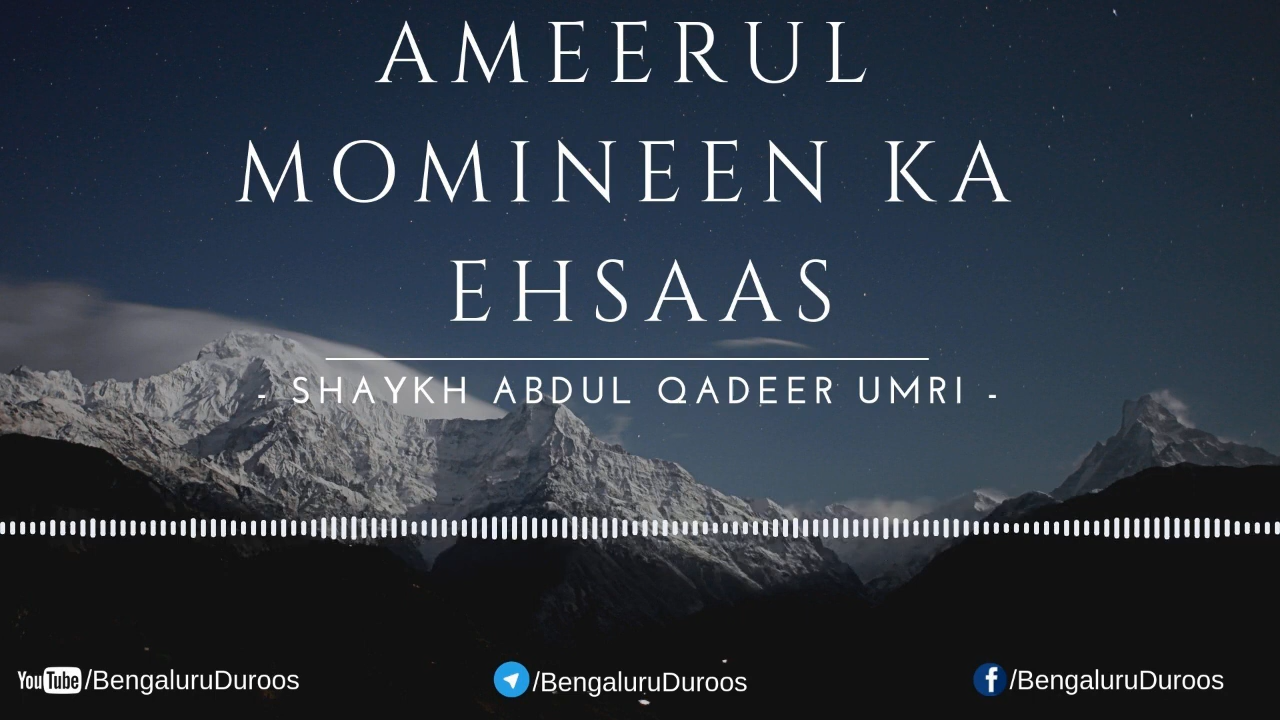 AMEERUL
MOMINEEN KA
EHSAAS
- SHAYKH ABDUL QADEER UMRI -
YouTube/BengaluruDuroos
/BengaluruDuroos
f/BengaluruDuroos